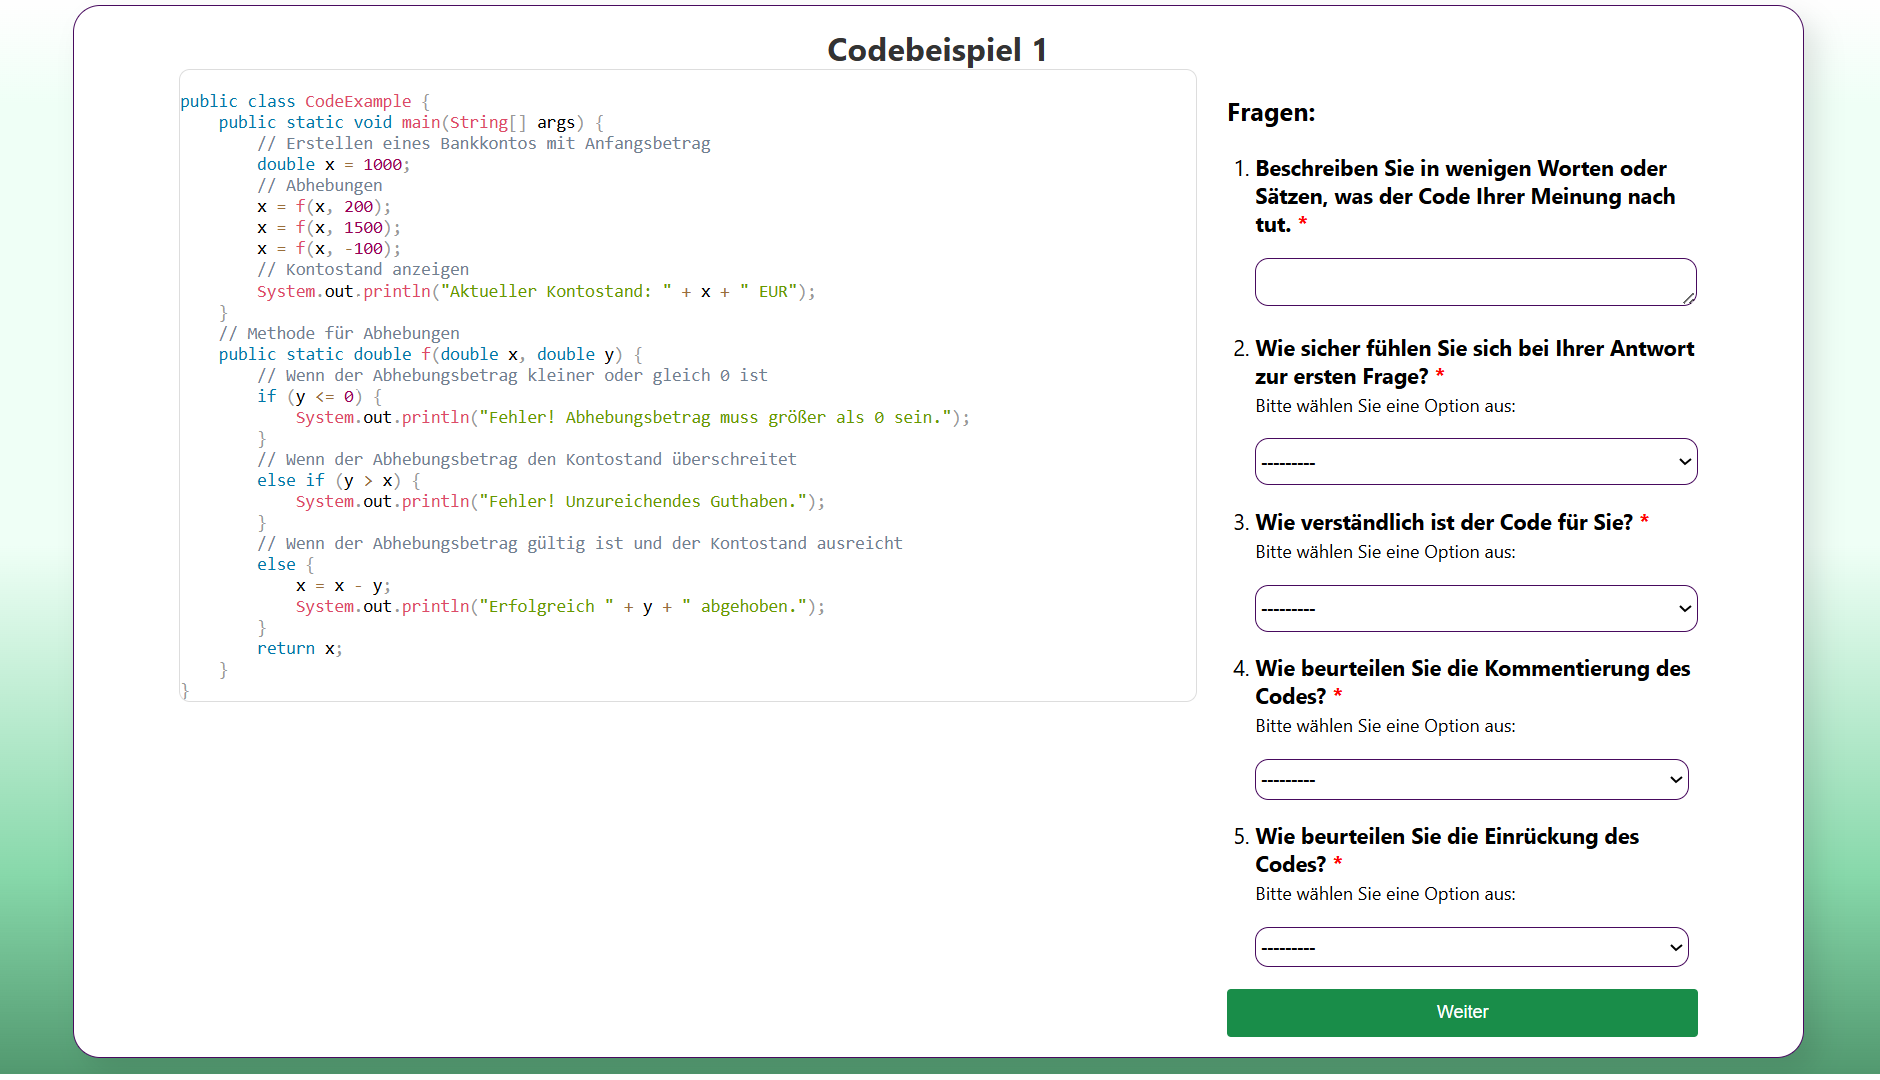 Codebeispiel 1
public class CodeExample {
    public static void main(String[] args) {
        // Erstellen eines Bankkontos mit Anfangsbetrag
        double x = 1000;
        // Abhebungen
        x = f(x, 200);
        x = f(x, 1500);
        x = f(x, -100);
        // Kontostand anzeigen
        System.out.println("Aktueller Kontostand: " + x + " EUR");
    }
    // Methode für Abhebungen
    public static double f(double x, double y) {
        // Wenn der Abhebungsbetrag kleiner oder gleich 0 ist
        if (y <= 0) {
            System.out.println("Fehler! Abhebungsbetrag muss größer als 0 sein.");
        }
        // Wenn der Abhebungsbetrag den Kontostand überschreitet
        else if (y > x) {
            System.out.println("Fehler! Unzureichendes Guthaben.");
        }
        // Wenn der Abhebungsbetrag gültig ist und der Kontostand ausreicht
        else {
            x = x - y;
            System.out.println("Erfolgreich " + y + " abgehoben.");
        }
        return x;
    }
}
Fragen:
1. Beschreiben Sie in wenigen Worten oder
Sätzen, was der Code Ihrer Meinung nach
tut. *
2. Wie sicher fühlen Sie sich bei Ihrer Antwort
zur ersten Frage? *
Bitte wählen Sie eine Option aus:
---------
3. Wie verständlich ist der Code für Sie? *
Bitte wählen Sie eine Option aus:
---------
4. Wie beurteilen Sie die Kommentierung des
Codes? *
Bitte wählen Sie eine Option aus:
---------
5. Wie beurteilen Sie die Einrückung des
Codes? *
Bitte wählen Sie eine Option aus:
---------
Weiter